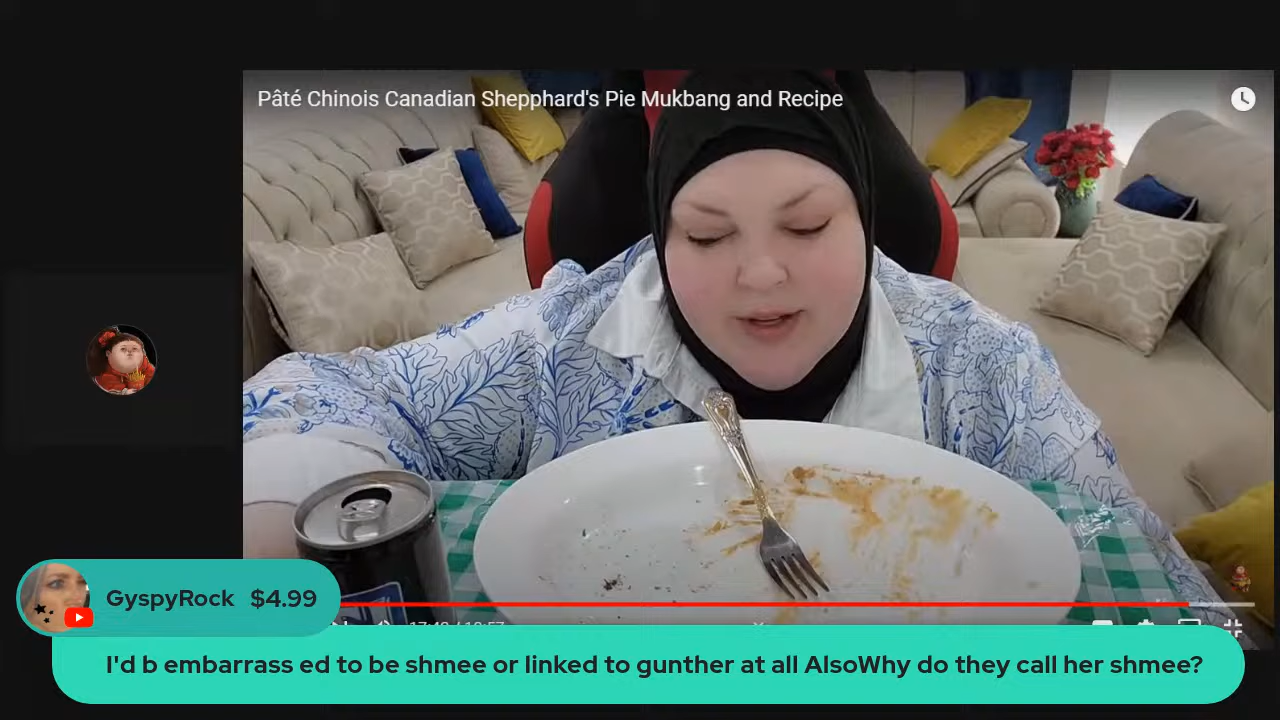 Pâté Chinois Canadian Shepphard's Pie Mukbang and Recipe
GyspyRock $4.99
I'd b embarrass ed to be shmee or linked to gunther at all AlsoWhy do they call her shmee?